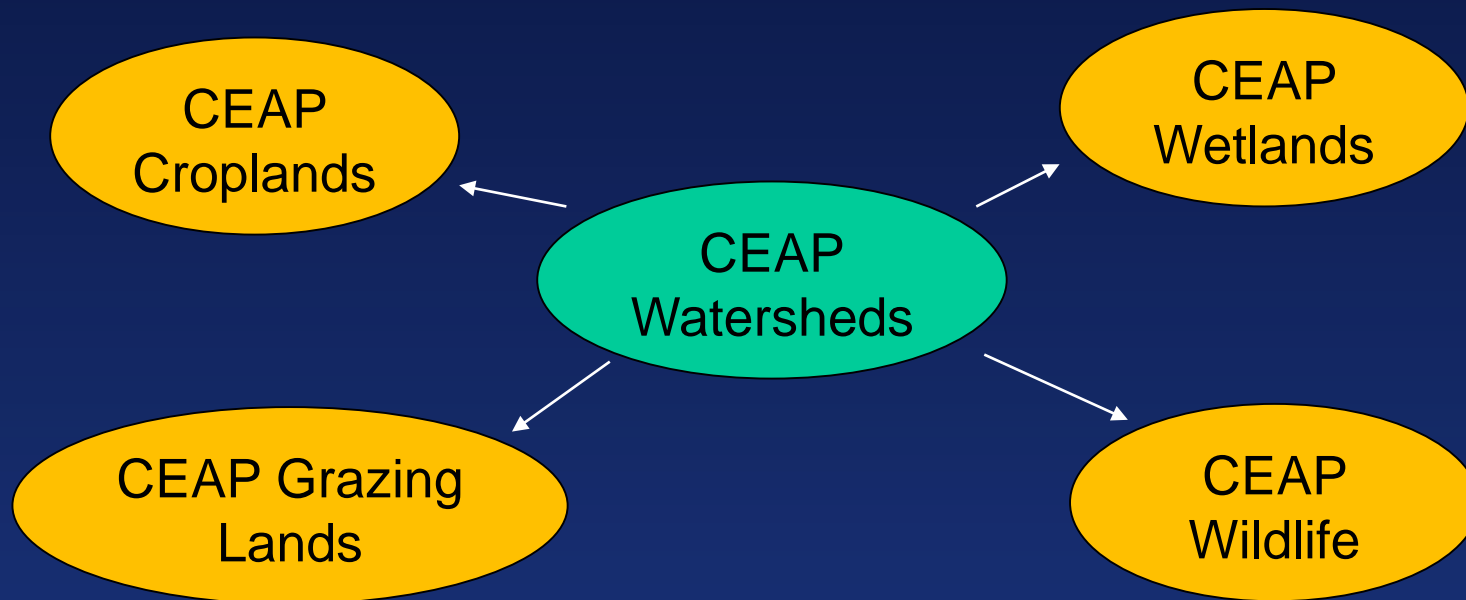 CEAP
Croplands
CEAP
Wetlands
CEAP
Watersheds
CEAP Grazing
Lands
CEAP
Wildlife